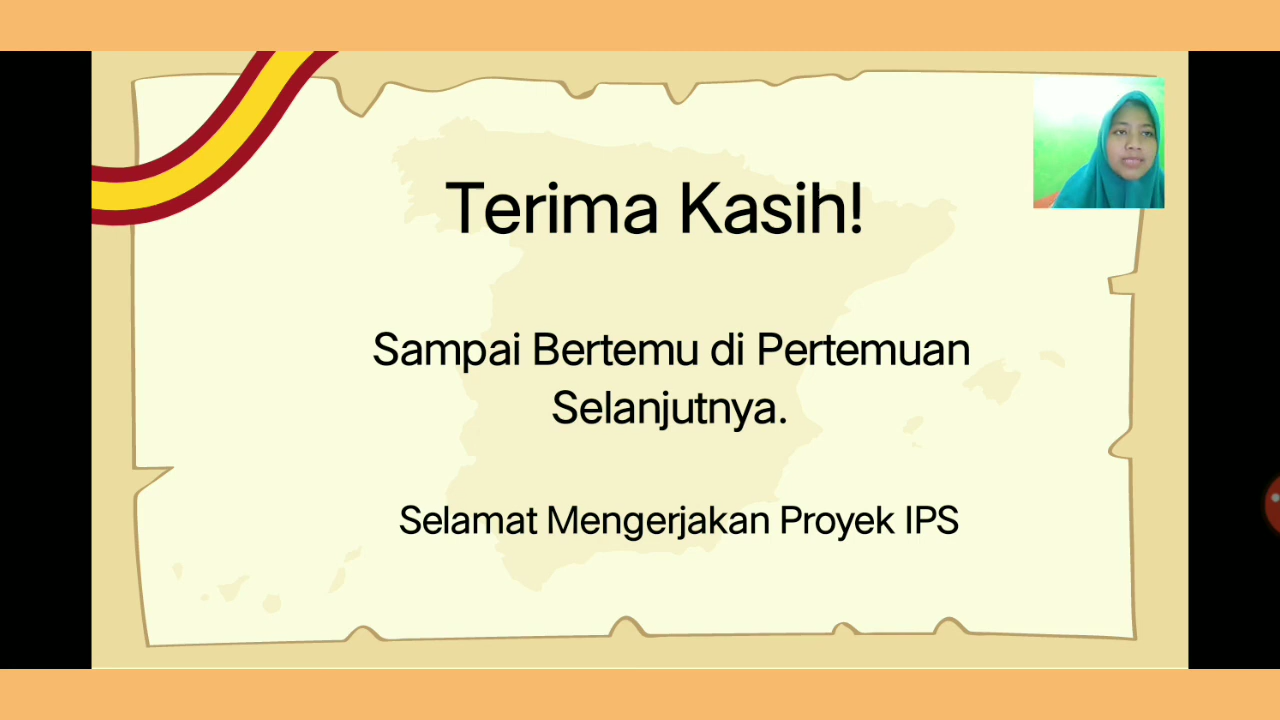 Terima Kasih!
Sampai Bertemu di Pertemuan
Selanjutnya.
Selamat Mengerjakan Proyek IPS